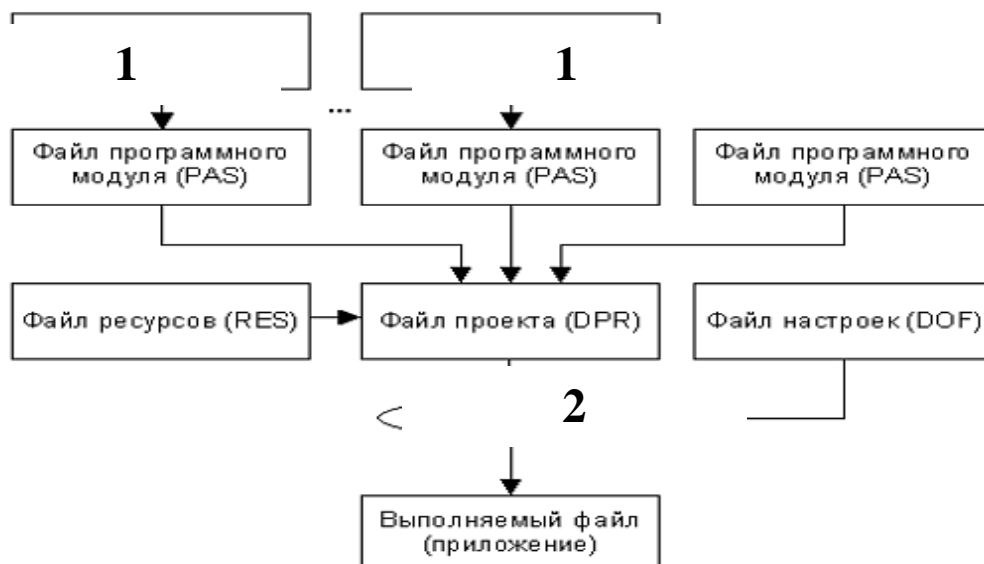 1
1
...
Файл программного
модуля (PAS)
Файл программного
модуля (PAS)
Файл программного
модуля (PAS)
Файл ресурсов (RES)
Файл проекта (DPR)
Файл настроек (DOF)
2
Выполняемый файл
(приложение)